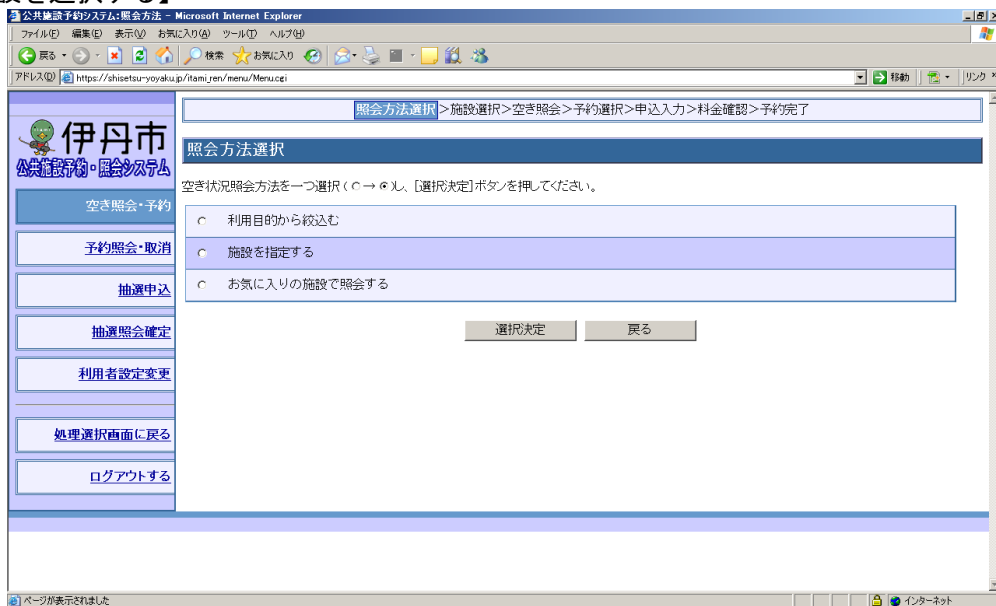 設を選択する】
公共施設予約システム:照会方法 - Microsoft Internet Explorer
ファイル(F) 編集(E) 表示(V) お気に入り(A) ツール(T) ヘルプ(H)
戻る 検索 お気に入り
アドレス(D) https://shisetsu-yoyaku.jp/itami_ren/menu/Menu.cgi 移動 リンク »
伊丹市
公共施設予約・照会システム
空き照会・予約
予約照会・取消
抽選申込
抽選照会確定
利用者設定変更
処理選択画面に戻る
ログアウトする
照会方法選択>施設選択>空き照会>予約選択>申込入力>料金確認>予約完了
照会方法選択
空き状況照会方法を一つ選択(○→◉)し、[選択決定]ボタンを押してください。
利用目的から絞込む
施設を指定する
お気に入りの施設で照会する
選択決定 戻る
ページが表示されました インターネット